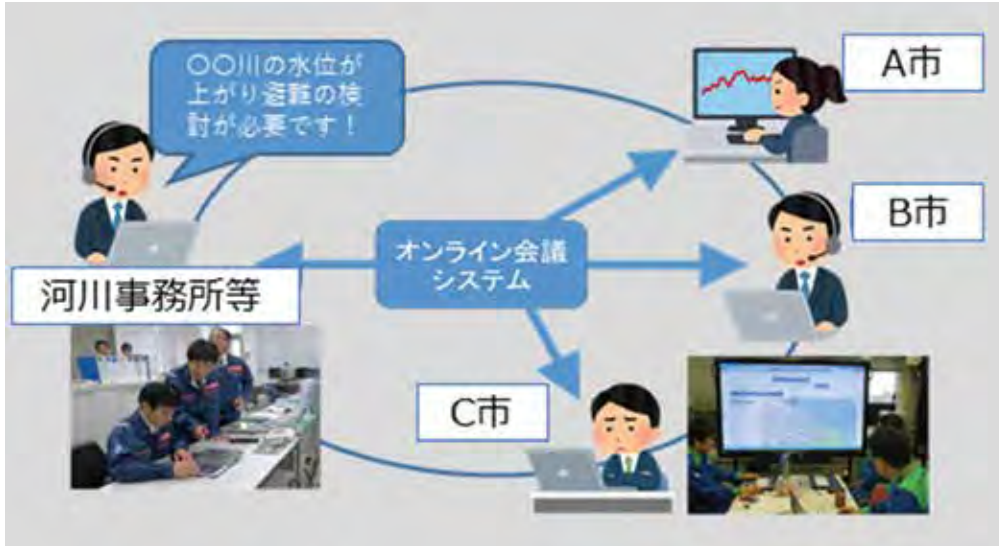 〇〇川の水位が
上がり避難の検
討が必要です！
A市
B市
オンライン会議
システム
河川事務所等
C市